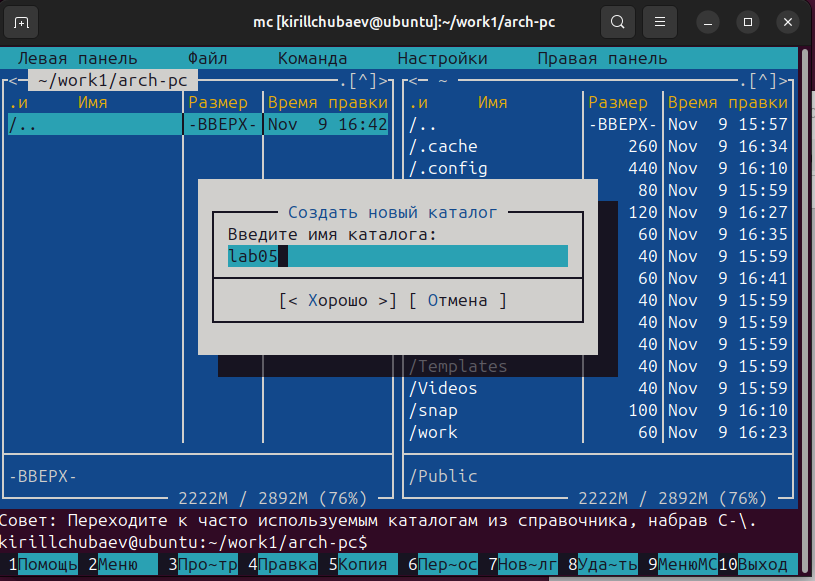 mc [kirillchubaev@ubuntu]:~/work1/arch-pc
Левая панель Файл Команда Настройки Правая панель
<- ~/work1/arch-pc .[^]>
.и Имя Размер Время правки
/.. -ВВЕРХ- Nov 9 16:42
<- ~ .[^]>
.и Имя Размер Время правки
/.. -ВВЕРХ- Nov 9 15:57
/.cache 260 Nov 9 16:34
/.config 440 Nov 9 16:10
80 Nov 9 15:59
120 Nov 9 16:27
60 Nov 9 16:35
40 Nov 9 15:59
60 Nov 9 16:41
40 Nov 9 15:59
40 Nov 9 15:59
40 Nov 9 15:59
/Templates 40 Nov 9 15:59
/Videos 40 Nov 9 15:59
/snap 100 Nov 9 16:10
/work 60 Nov 9 16:23
Создать новый каталог
Введите имя каталога:
lab05
[< Хорошо >] [ Отмена ]
-ВВЕРХ-
2222M / 2892M (76%)
/Public
2222M / 2892M (76%)
Совет: Переходите к часто используемым каталогам из справочника, набрав C-\.
kirillchubaev@ubuntu:~/work1/arch-pc$
1Помощь 2Меню 3Про~тр 4Правка 5Копия 6Пер~ос 7Нов~лг 8Уда~ть 9МенюМС 10Выход